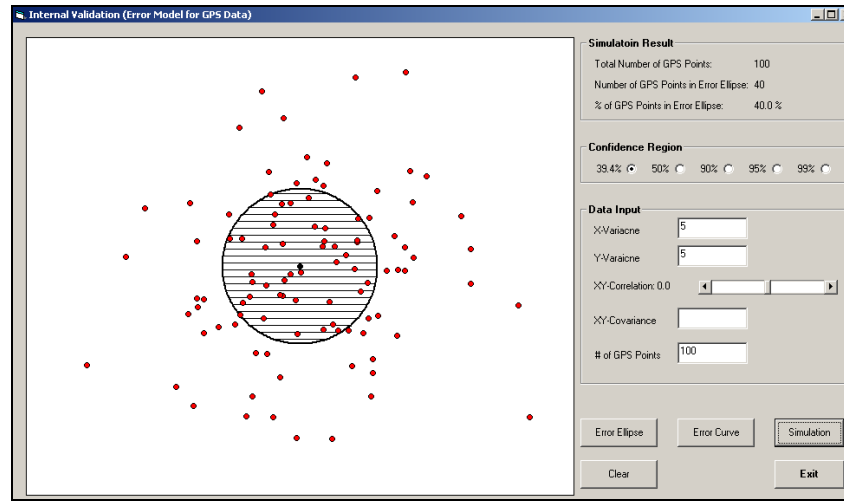 Internal Validation (Error Model for GPS Data)
Simulatoin Result
Total Number of GPS Points: 100
Number of GPS Points in Error Ellipse: 40
% of GPS Points in Error Ellipse: 40.0 %
Confidence Region
39.4% 50% 90% 95% 99%
Data Input
X-Variacne 5
Y-Varaicne 5
XY-Correlation: 0.0
XY-Covariance
# of GPS Points 100
Error Ellipse Error Curve Simulation
Clear Exit